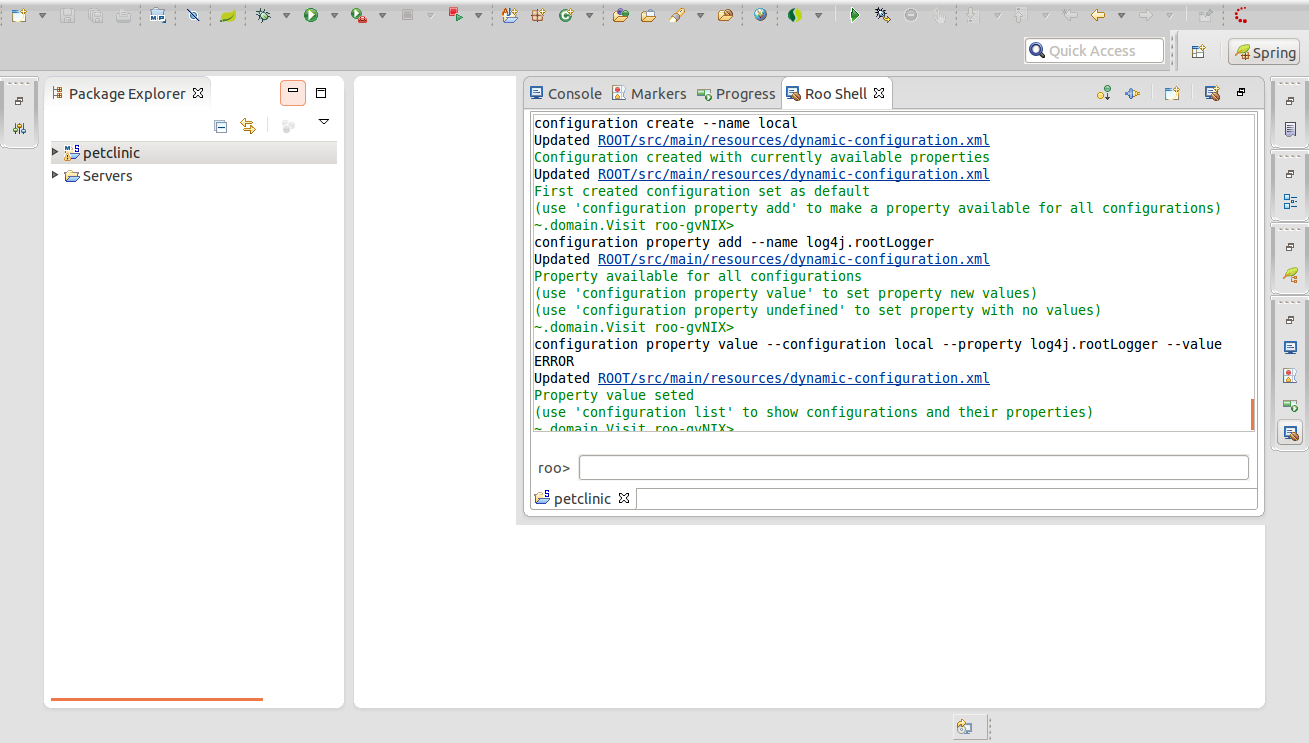 Quick Access
Spring
Package Explorer
petclinic
Servers
Console
Markers
Progress
Roo Shell
configuration create --name local
Updated ROOT/src/main/resources/dynamic-configuration.xml
Configuration created with currently available properties
Updated ROOT/src/main/resources/dynamic-configuration.xml
First created configuration set as default
(use 'configuration property add' to make a property available for all configurations)
~.domain.Visit roo-gvNIX>
configuration property add --name log4j.rootLogger
Updated ROOT/src/main/resources/dynamic-configuration.xml
Property available for all configurations
(use 'configuration property value' to set property new values)
(use 'configuration property undefined' to set property with no values)
~.domain.Visit roo-gvNIX>
configuration property value --configuration local --property log4j.rootLogger --value
ERROR
Updated ROOT/src/main/resources/dynamic-configuration.xml
Property value seted
(use 'configuration list' to show configurations and their properties)
~.domain.Visit roo-gvNIX>
roo>
petclinic